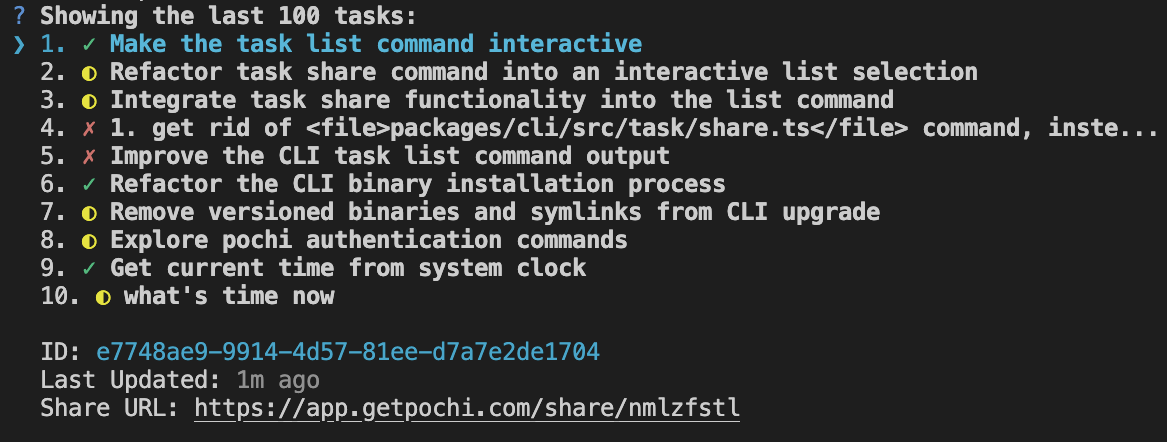 ? Showing the last 100 tasks:
❯ 1. ✓ Make the task list command interactive
2. ◐ Refactor task share command into an interactive list selection
3. ◐ Integrate task share functionality into the list command
4. ✗ 1. get rid of <file>packages/cli/src/task/share.ts</file> command, inste...
5. ✗ Improve the CLI task list command output
6. ✓ Refactor the CLI binary installation process
7. ◐ Remove versioned binaries and symlinks from CLI upgrade
8. ◐ Explore pochi authentication commands
9. ✓ Get current time from system clock
10. ◐ what's time now
ID: e7748ae9-9914-4d57-81ee-d7a7e2de1704
Last Updated: 1m ago
Share URL: https://app.getpochi.com/share/nmlzfstl